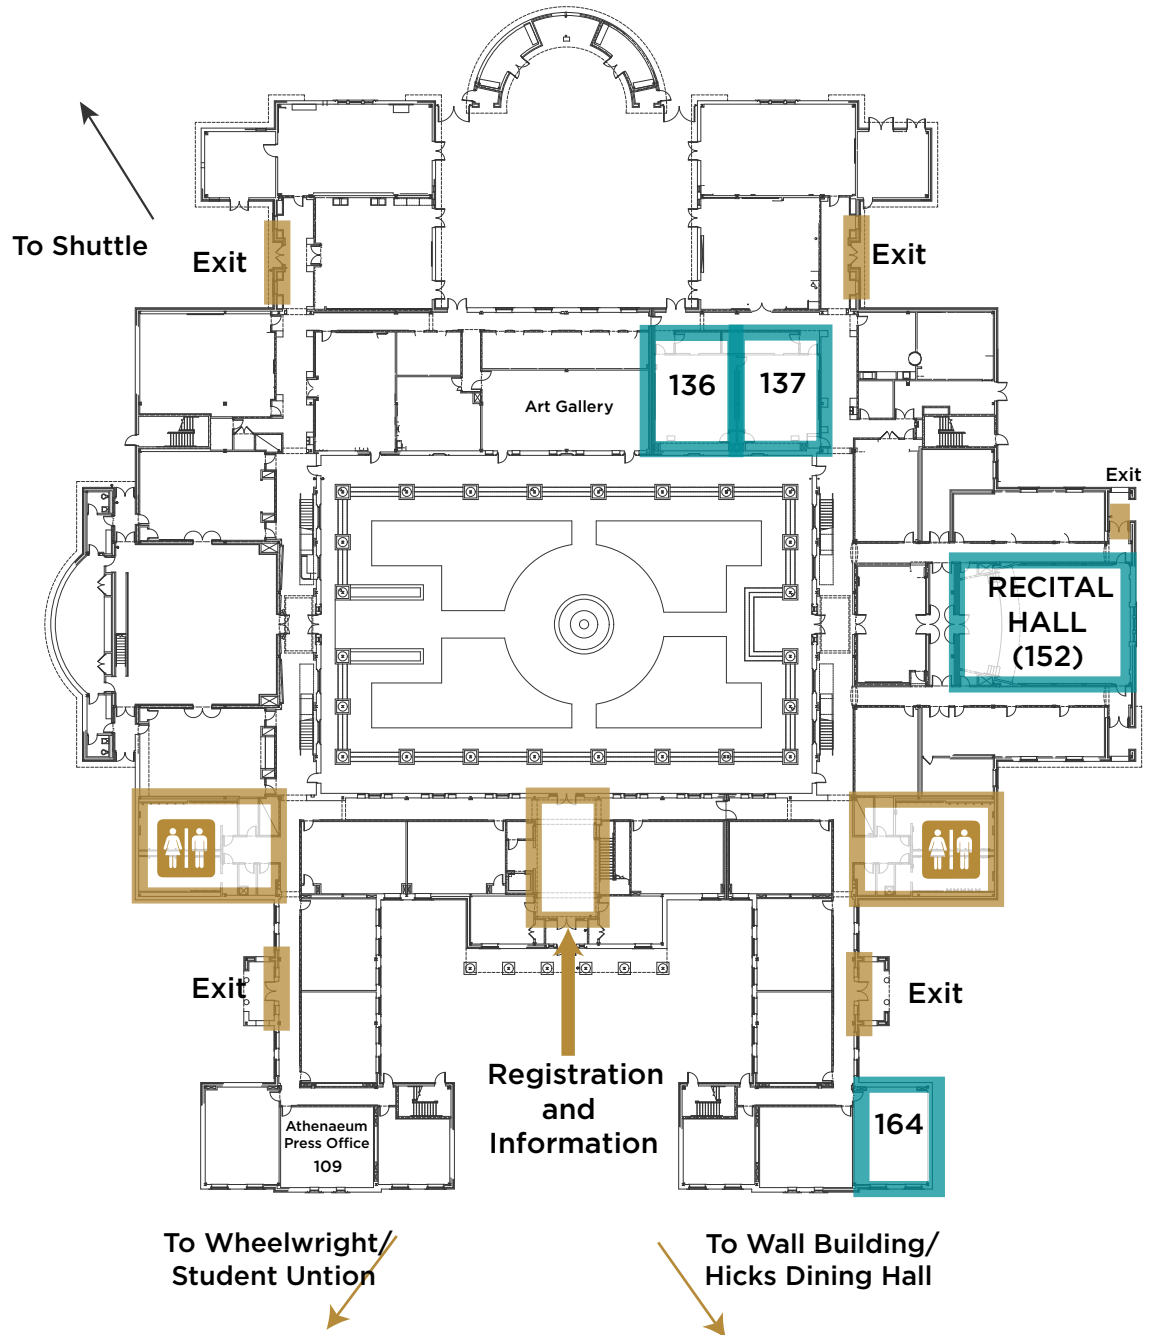 To Shuttle
Exit
Exit
136
137
Art Gallery
Exit
RECITAL
HALL
(152)
Exit
Exit
Registration
and
Information
Athenaeum
Press Office
109
164
To Wheelwright/
Student Untion
To Wall Building/
Hicks Dining Hall